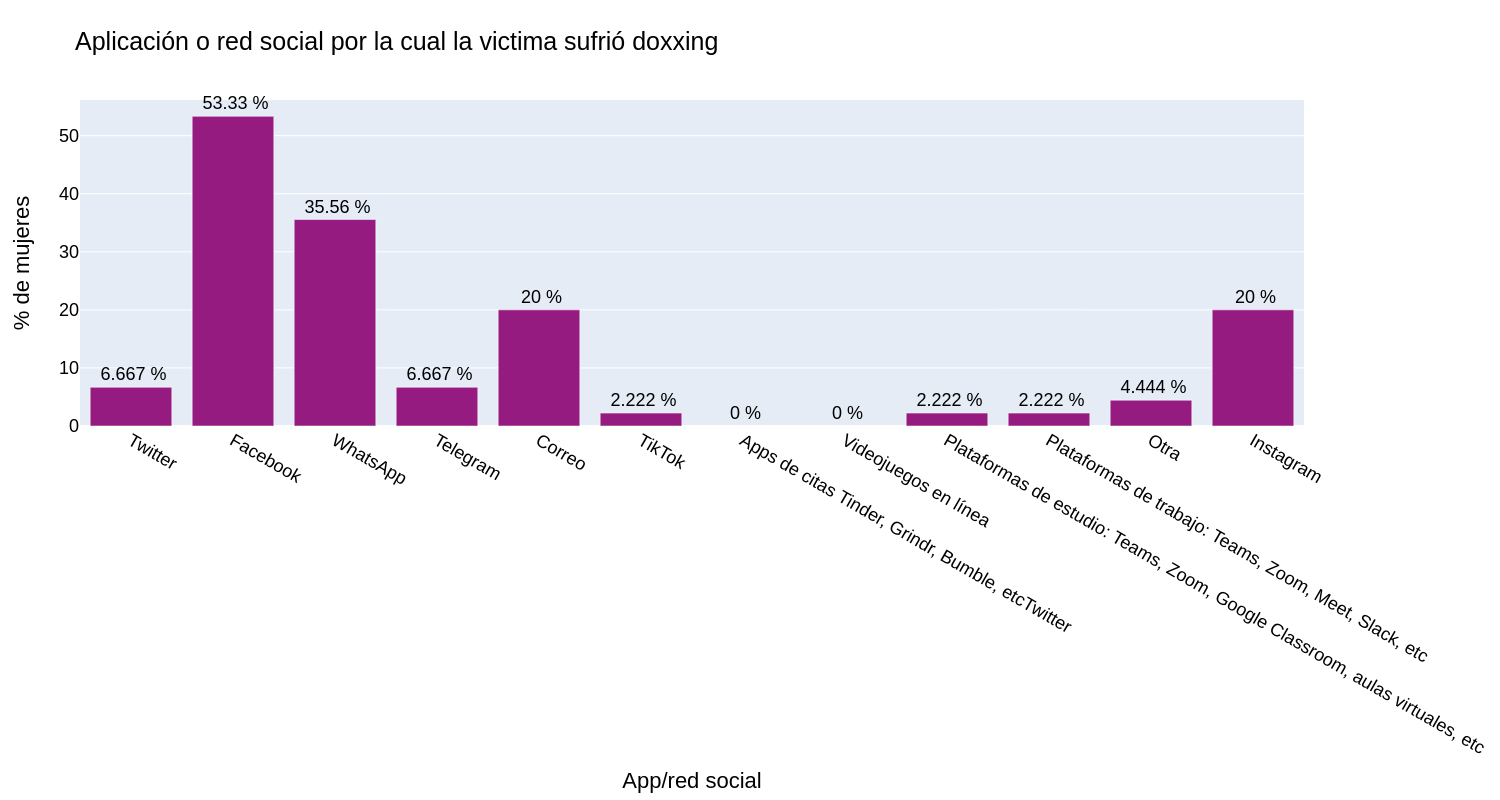 Aplicación o red social por la cual la victima sufrió doxxing
% de mujeres
50
40
30
20
10
0
6.667 %
53.33 %
35.56 %
6.667 %
20 %
2.222 %
0 %
0 %
2.222 %
2.222 %
4.444 %
20 %
Twitter
Facebook
WhatsApp
Telegram
Correo
TikTok
Apps de citas Tinder, Grindr, Bumble, etcTwitter
Videojuegos en línea
Plataformas de estudio: Teams, Zoom, Google Classroom, aulas virtuales, etc
Plataformas de trabajo: Teams, Zoom, Meet, Slack, etc
Otra
Instagram
App/red social